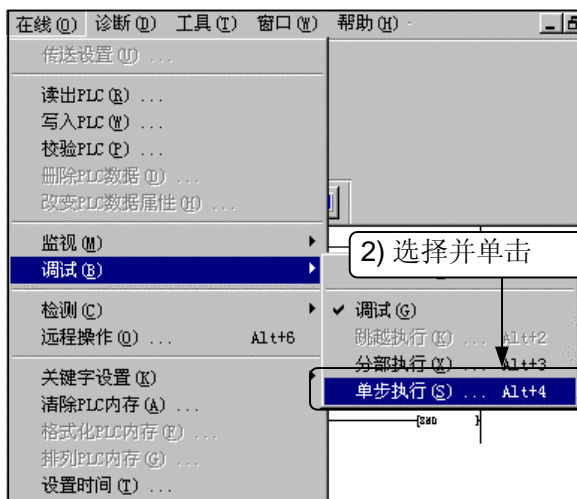 在线(O) 诊断(D) 工具(T) 窗口(W) 帮助(H)
传送设置(U) ...
读出PLC(R) ...
写入PLC(W) ...
校验PLC(P) ...
删除PLC数据(D) ...
改变PLC数据属性(H) ...
监视(M)
调试(B)
检测(C)
远程操作(O) ... Alt+6
关键字设置(K)
清除PLC内存(A) ...
格式化PLC内存(F) ...
排列PLC内存(G) ...
设置时间(T) ...
2) 选择并单击
调试(G)
跳越执行(K) ... Alt+2
分部执行(X) ... Alt+3
单步执行(S) ... Alt+4